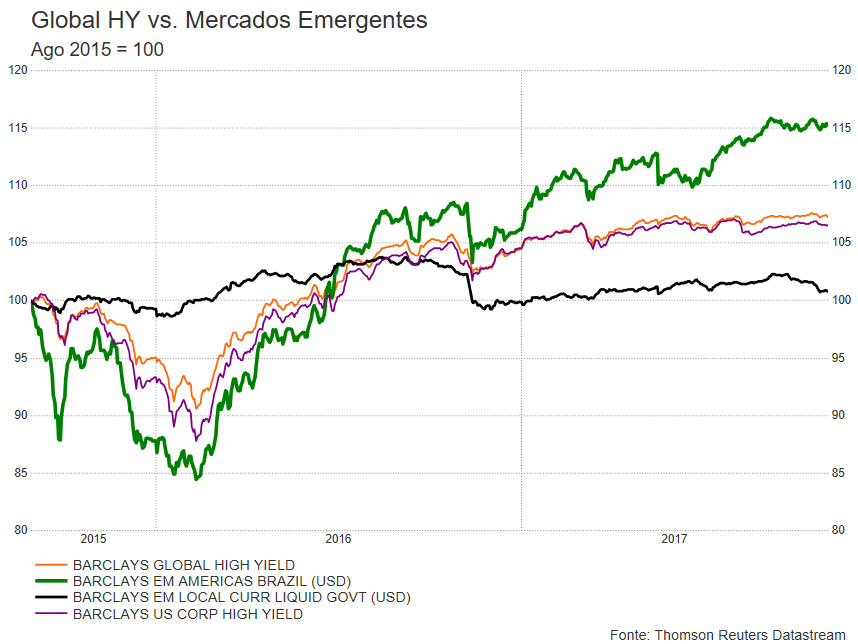 Global HY vs. Mercados Emergentes
Ago 2015 = 100
120 120
115 115
110 110
105 105
100 100
95 95
90 90
85 85
80 80
2015 2016 2017
BARCLAYS GLOBAL HIGH YIELD
BARCLAYS EM AMERICAS BRAZIL (USD)
BARCLAYS EM LOCAL CURR LIQUID GOVT (USD)
BARCLAYS US CORP HIGH YIELD
Fonte: Thomson Reuters Datastream